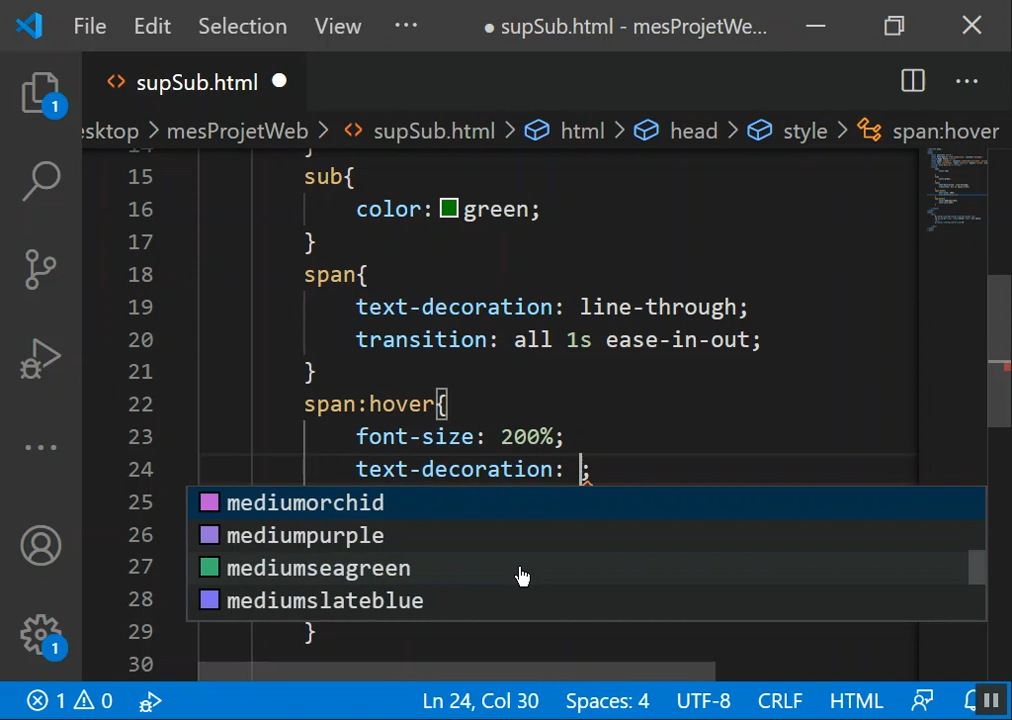 File Edit Selection View ··· ● supSub.html - mesProjetWe...
<> supSub.html ● ···
1
sktop > mesProjetWeb > <> supSub.html > html > head > style > span:hover
}
15 sub{
16 color: green;
17 }
18 span{
19 text-decoration: line-through;
20 transition: all 1s ease-in-out;
21 }
22 span:hover{
23 font-size: 200%;
24 text-decoration: ;
25 mediumorchid
26 mediumpurple
27 mediumseagreen
28 mediumslateblue
29 }
30
1
1 0 Ln 24, Col 30 Spaces: 4 UTF-8 CRLF HTML